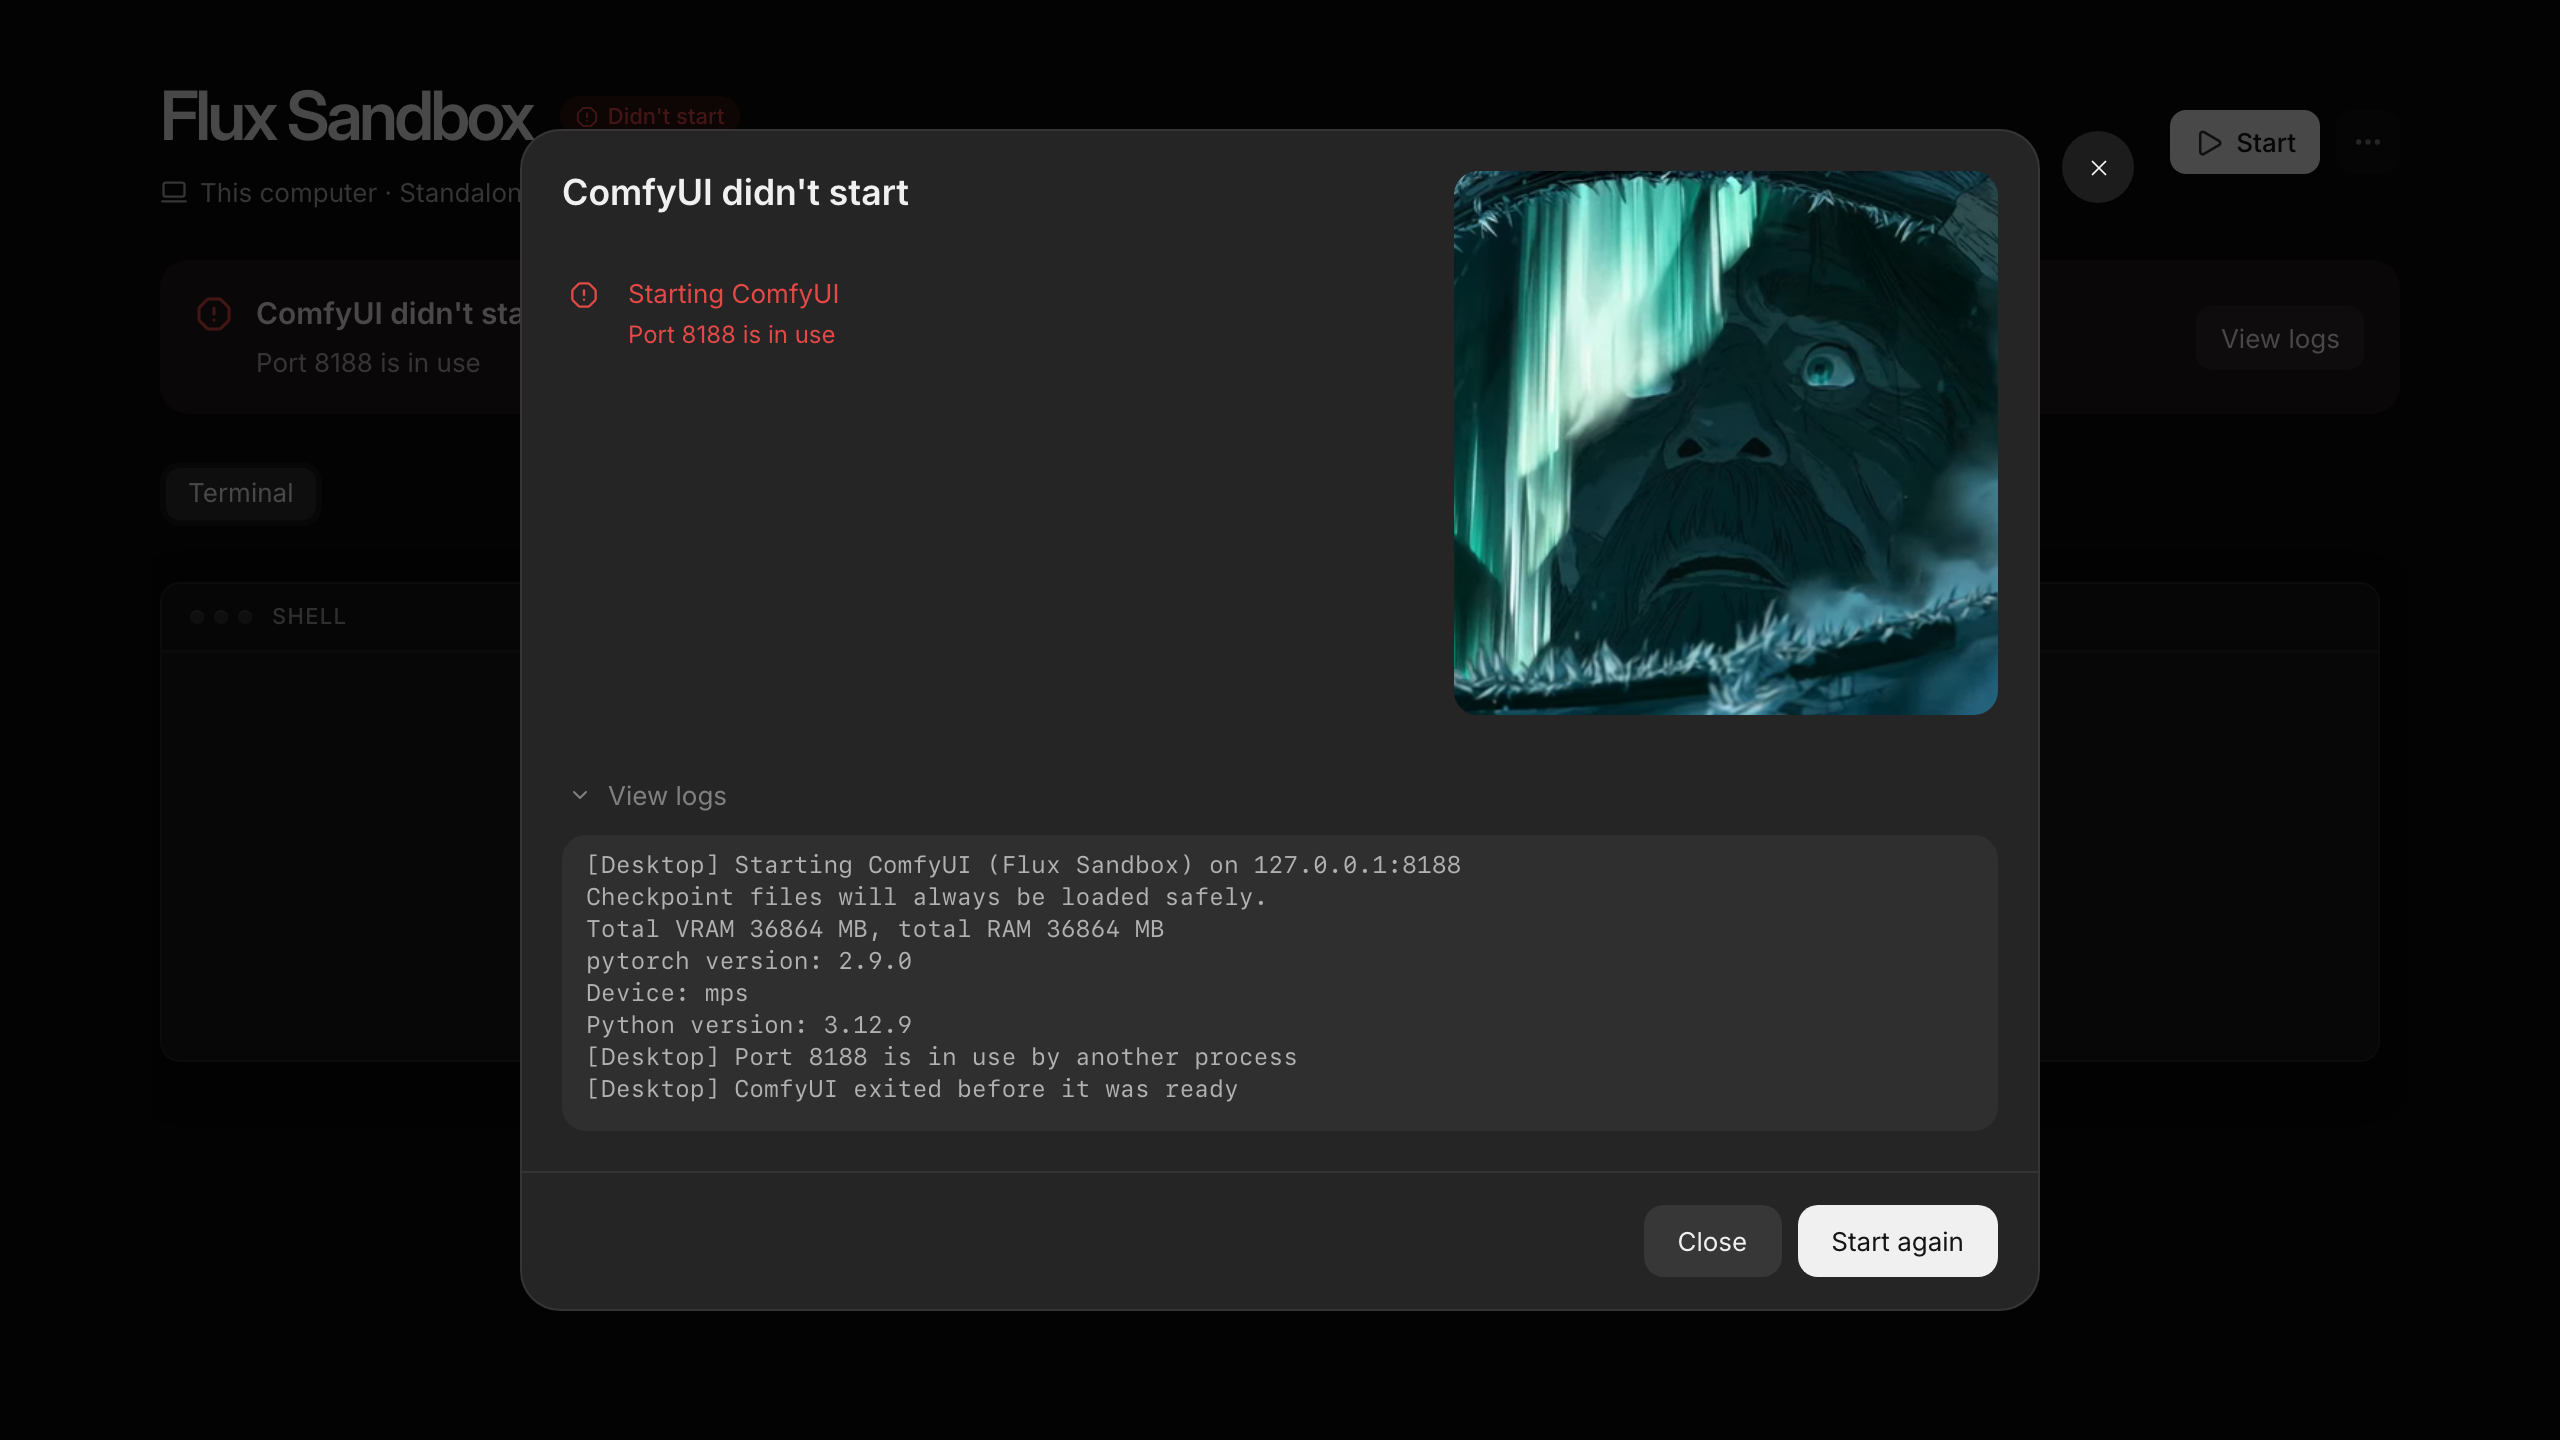 Flux Sandbox
Didn't start
Start
This computer · Standalon
ComfyUI didn't sta
Port 8188 is in use
View logs
Terminal
SHELL
ComfyUI didn't start
Starting ComfyUI
Port 8188 is in use
View logs
[Desktop] Starting ComfyUI (Flux Sandbox) on 127.0.0.1:8188
Checkpoint files will always be loaded safely.
Total VRAM 36864 MB, total RAM 36864 MB
pytorch version: 2.9.0
Device: mps
Python version: 3.12.9
[Desktop] Port 8188 is in use by another process
[Desktop] ComfyUI exited before it was ready
Close
Start again